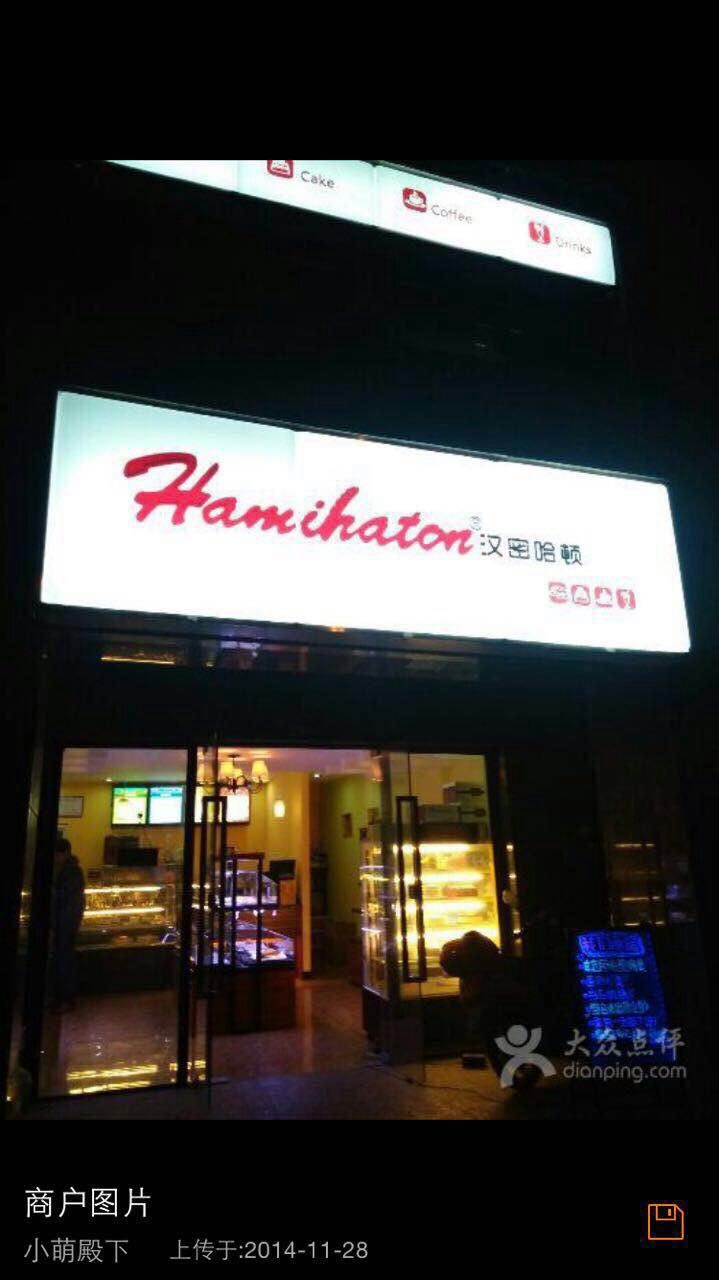 Cake
Coffee
Drinks
Hamihaton® 汉密哈顿
大众点评
dianping.com
商户图片
小萌殿下 上传于:2014-11-28